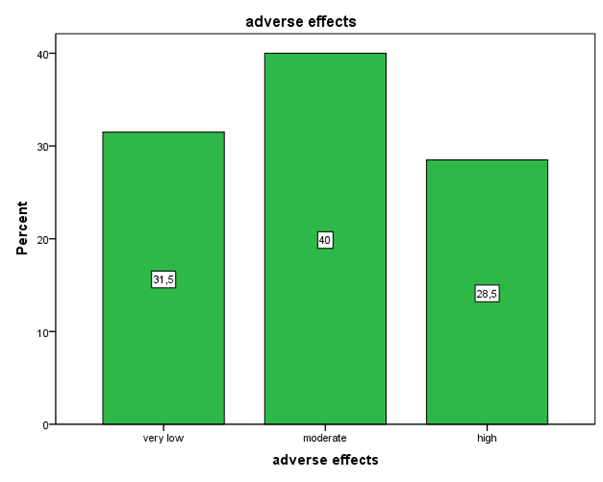 adverse effects
40
30
20
10
0
Percent
31,5
40
28,5
very low
moderate
high
adverse effects